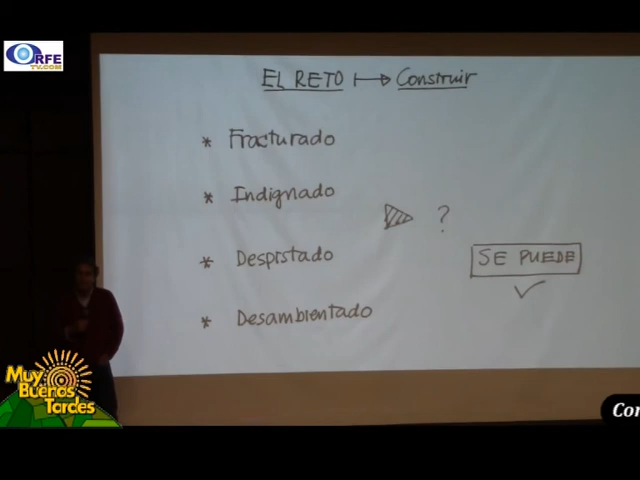 ORFE
TV.COM
EL RETO ↦ Construir
* Fracturado
* Indignado
?
* Despistado
SE PUEDE
✓
* Desambientado
Muy
Buenas
Tardes
Con